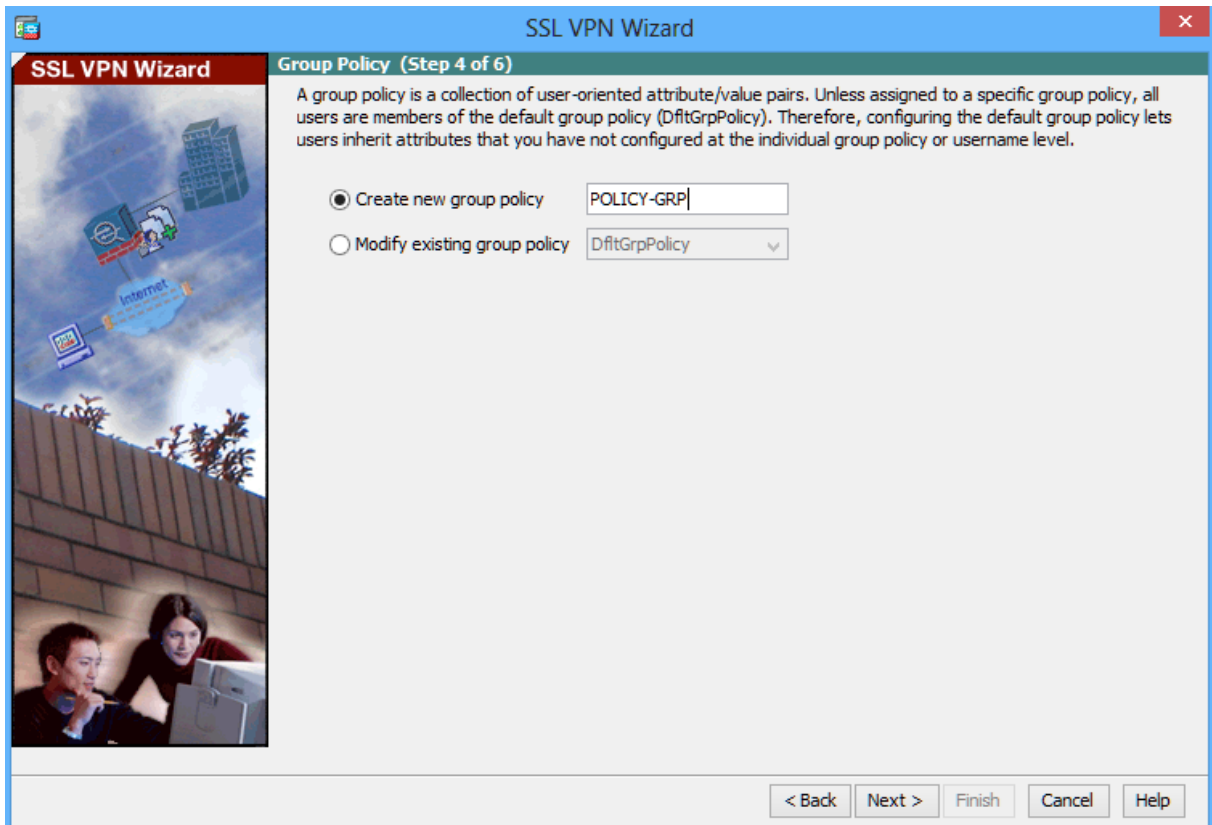 SSL VPN Wizard
SSL VPN Wizard
Group Policy (Step 4 of 6)
A group policy is a collection of user-oriented attribute/value pairs. Unless assigned to a specific group policy, all
users are members of the default group policy (DfltGrpPolicy). Therefore, configuring the default group policy lets
users inherit attributes that you have not configured at the individual group policy or username level.
Create new group policy POLICY-GRP
Modify existing group policy DfltGrpPolicy
Internet
< Back Next > Finish Cancel Help